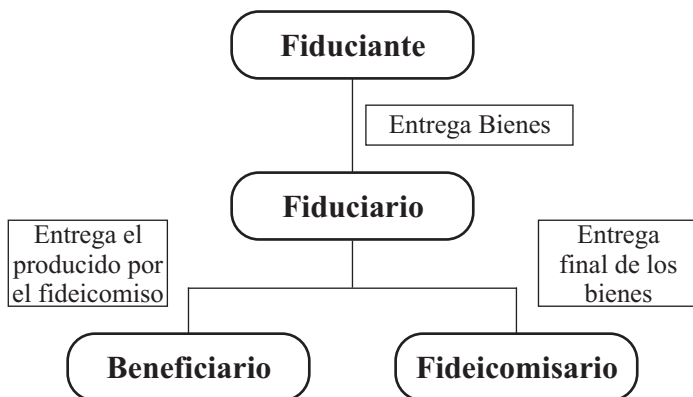 Fiduciante
Entrega Bienes
Fiduciario
Entrega el
producido por
el fideicomiso
Entrega
final de los
bienes
Beneficiario
Fideicomisario